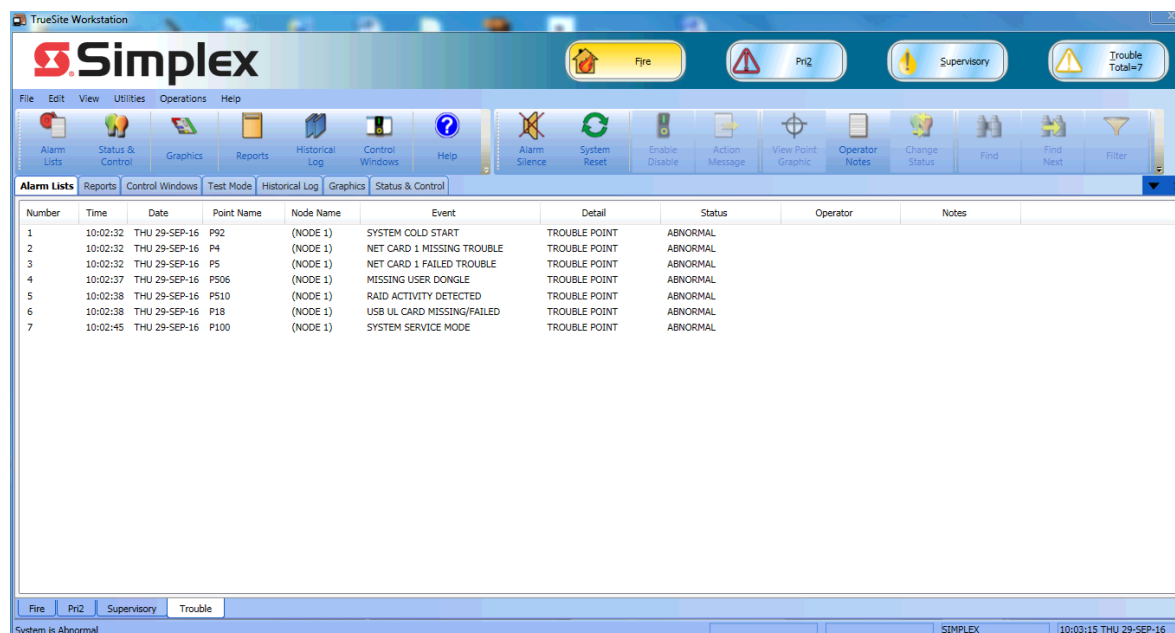 TrueSite Workstation
Simplex
Fire
Pri2
Supervisory
Trouble
Total=7
File Edit View Utilities Operations Help
Alarm Lists
Status & Control
Graphics
Reports
Historical Log
Control Windows
Help
Alarm Silence
System Reset
Enable Disable
Action Message
View Point Graphic
Operator Notes
Change Status
Find
Find Next
Filter
Alarm Lists Reports Control Windows Test Mode Historical Log Graphics Status & Control
Number Time Date Point Name Node Name Event Detail Status Operator Notes
1 10:02:32 THU 29-SEP-16 P92 (NODE 1) SYSTEM COLD START TROUBLE POINT ABNORMAL
2 10:02:32 THU 29-SEP-16 P4 (NODE 1) NET CARD 1 MISSING TROUBLE TROUBLE POINT ABNORMAL
3 10:02:32 THU 29-SEP-16 P5 (NODE 1) NET CARD 1 FAILED TROUBLE TROUBLE POINT ABNORMAL
4 10:02:37 THU 29-SEP-16 P506 (NODE 1) MISSING USER DONGLE TROUBLE POINT ABNORMAL
5 10:02:38 THU 29-SEP-16 P510 (NODE 1) RAID ACTIVITY DETECTED TROUBLE POINT ABNORMAL
6 10:02:38 THU 29-SEP-16 P18 (NODE 1) USB UL CARD MISSING/FAILED TROUBLE POINT ABNORMAL
7 10:02:45 THU 29-SEP-16 P100 (NODE 1) SYSTEM SERVICE MODE TROUBLE POINT ABNORMAL
Fire Pri2 Supervisory Trouble
System is Abnormal SIMPLEX 10:03:15 THU 29-SEP-16